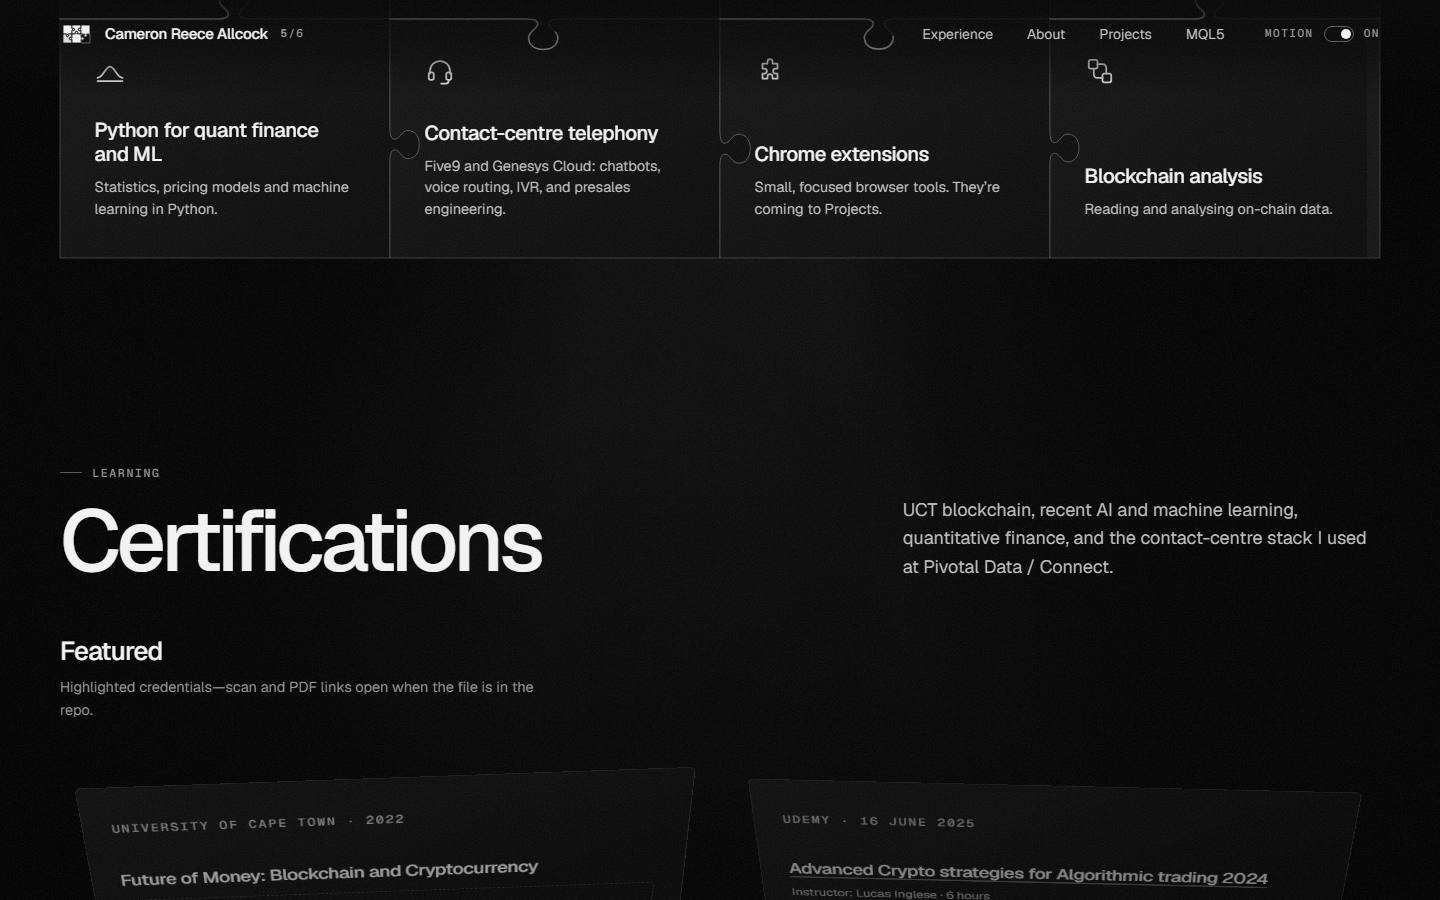 Cameron Reece Allcock 5/6
Experience About Projects MQL5 MOTION ON
Python for quant finance
and ML
Statistics, pricing models and machine
learning in Python.
Contact-centre telephony
Five9 and Genesys Cloud: chatbots,
voice routing, IVR, and presales
engineering.
Chrome extensions
Small, focused browser tools. They’re
coming to Projects.
Blockchain analysis
Reading and analysing on-chain data.
LEARNING
Certifications
UCT blockchain, recent AI and machine learning,
quantitative finance, and the contact-centre stack I used
at Pivotal Data / Connect.
Featured
Highlighted credentials—scan and PDF links open when the file is in the
repo.
UNIVERSITY OF CAPE TOWN · 2022
Future of Money: Blockchain and Cryptocurrency
UDEMY · 16 JUNE 2025
Advanced Crypto strategies for Algorithmic trading 2024
Instructor: Lucas Inglese · 6 hours